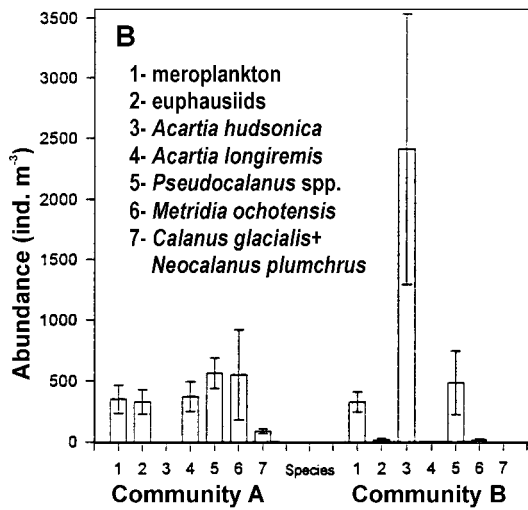 B
1- meroplankton
2- euphausiids
3- Acartia hudsonica
4- Acartia longiremis
5- Pseudocalanus spp.
6- Metridia ochotensis
7- Calanus glacialis+
Neocalanus plumchrus
Abundance (ind. m-3)
3500
3000
2500
2000
1500
1000
500
0
1 2 3 4 5 6 7 Species 1 2 3 4 5 6 7
Community A Community B